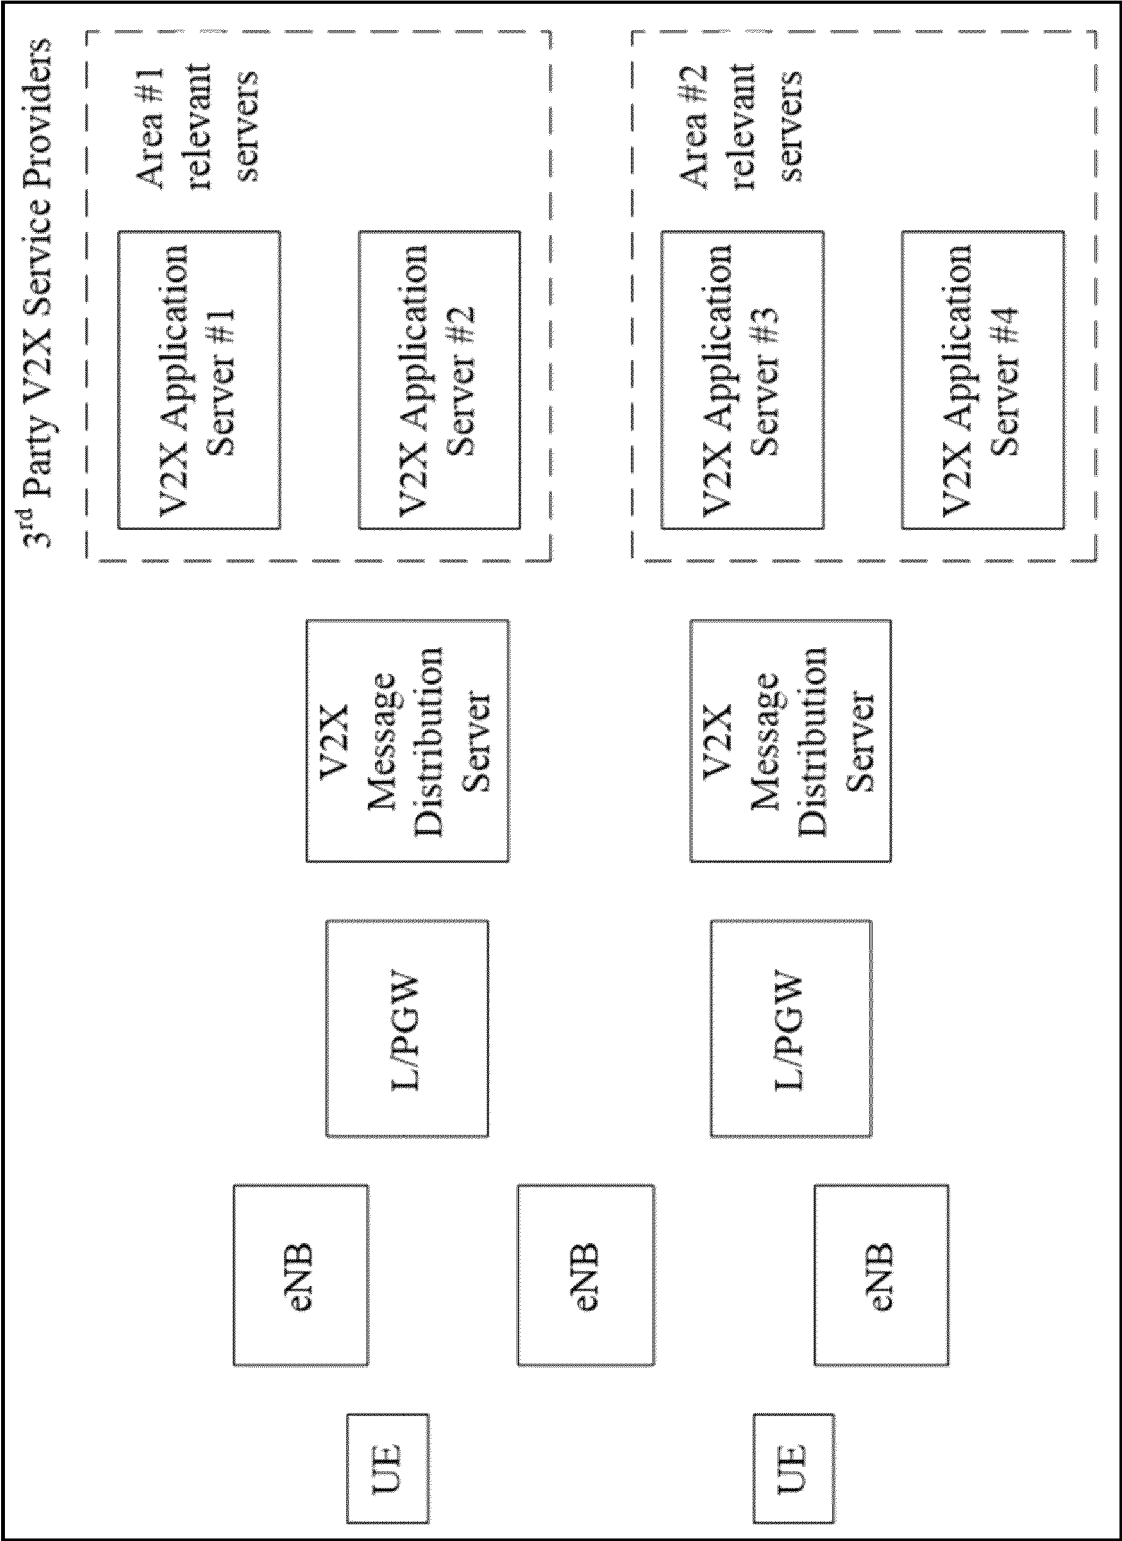 3rd Party V2X Service Providers
Area #1
relevant
servers
V2X Application
Server #1
V2X Application
Server #2
Area #2
relevant
servers
V2X Application
Server #3
V2X Application
Server #4
V2X
Message
Distribution
Server
V2X
Message
Distribution
Server
L/PGW
L/PGW
eNB
eNB
eNB
UE
UE